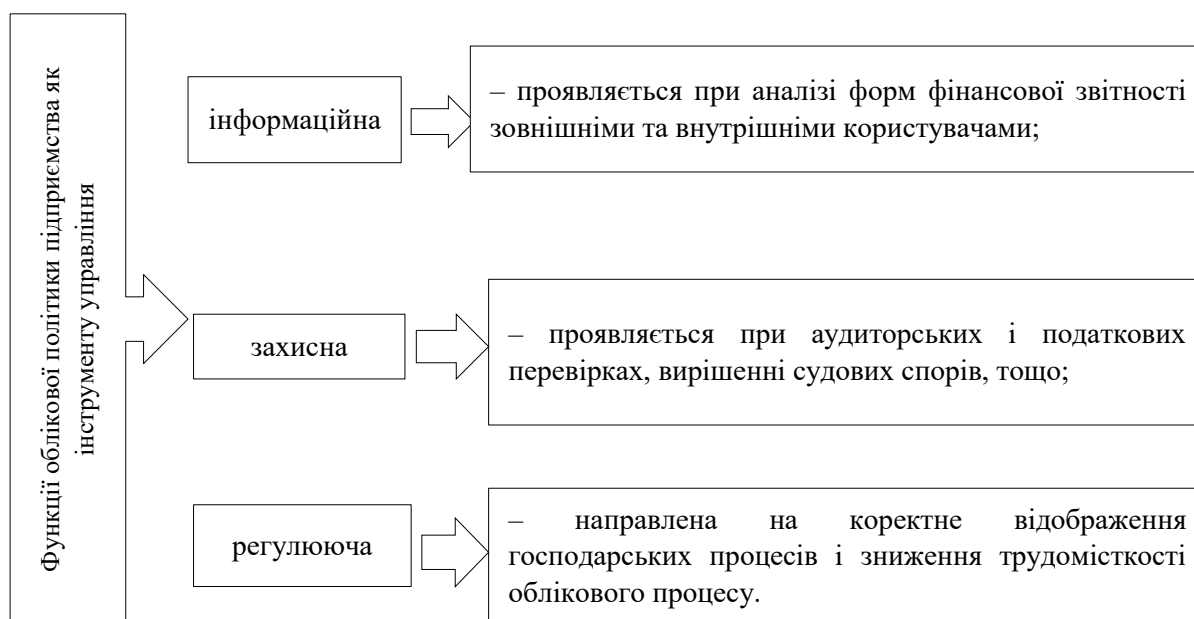 Функції облікової політики підприємства як
інструменту управління
інформаційна
– проявляється при аналізі форм фінансової звітності
зовнішніми та внутрішніми користувачами;
захисна
– проявляється при аудиторських і податкових
перевірках, вирішенні судових спорів, тощо;
регулююча
– направлена на коректне відображення
господарських процесів і зниження трудомісткості
облікового процесу.